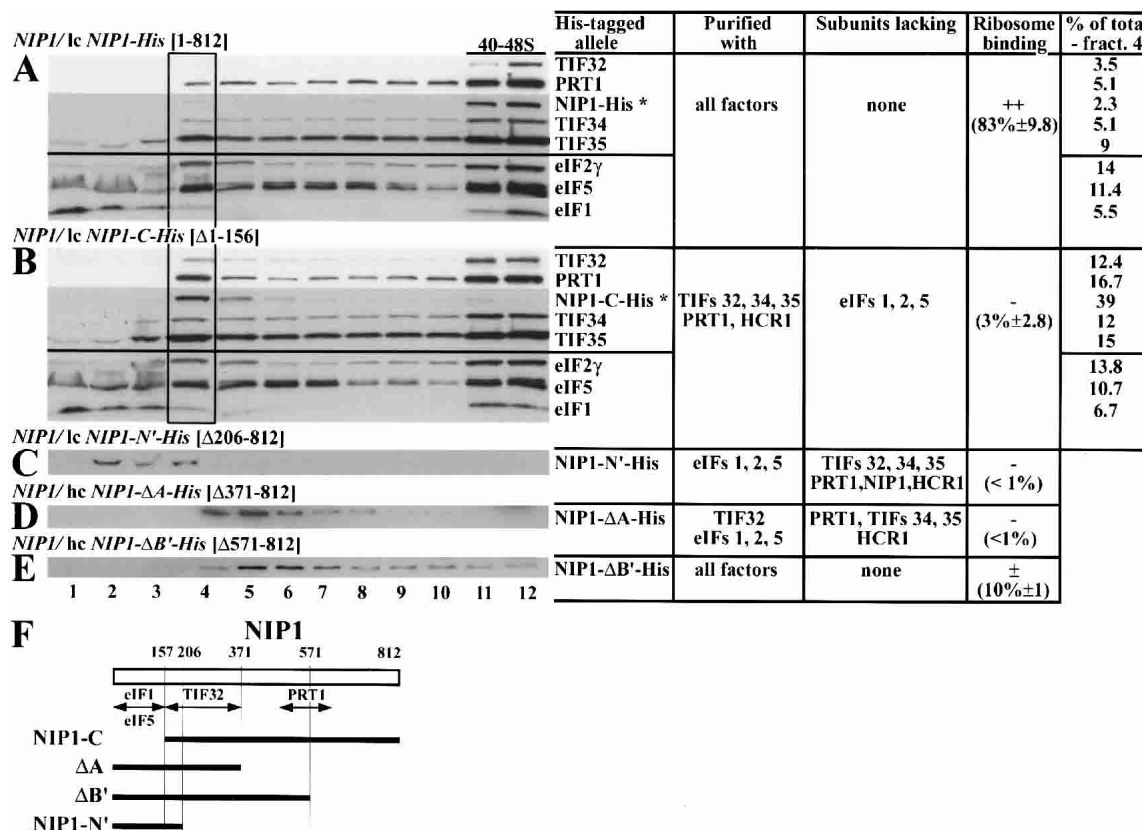 NIP1/ lc NIP1-His [1-812]
40-48S
A
His-tagged allele | Purified with | Subunits lacking | Ribosome binding | % of total - fract. 4
TIF32 | 3.5
PRT1 | 5.1
NIP1-His * | all factors | none | ++ (83%±9.8) | 2.3
TIF34 | 5.1
TIF35 | 9
eIF2γ | 14
eIF5 | 11.4
eIF1 | 5.5
NIP1/ lc NIP1-C-His [Δ1-156]
B
TIF32 | 12.4
PRT1 | 16.7
NIP1-C-His * | TIFs 32, 34, 35 PRT1, HCR1 | eIFs 1, 2, 5 | - (3%±2.8) | 39
TIF34 | 12
TIF35 | 15
eIF2γ | 13.8
eIF5 | 10.7
eIF1 | 6.7
NIP1/ lc NIP1-N'-His [Δ206-812]
C
NIP1-N'-His | eIFs 1, 2, 5 | TIFs 32, 34, 35 PRT1,NIP1,HCR1 | - (< 1%)
NIP1/ hc NIP1-ΔA-His [Δ371-812]
D
NIP1-ΔA-His | TIF32 eIFs 1, 2, 5 | PRT1, TIFs 34, 35 HCR1 | - (<1%)
NIP1/ hc NIP1-ΔB'-His [Δ571-812]
E
NIP1-ΔB'-His | all factors | none | ± (10%±1)
1 2 3 4 5 6 7 8 9 10 11 12
F
NIP1
157 206 371 571 812
eIF1 TIF32 PRT1
eIF5
NIP1-C
ΔA
ΔB'
NIP1-N'